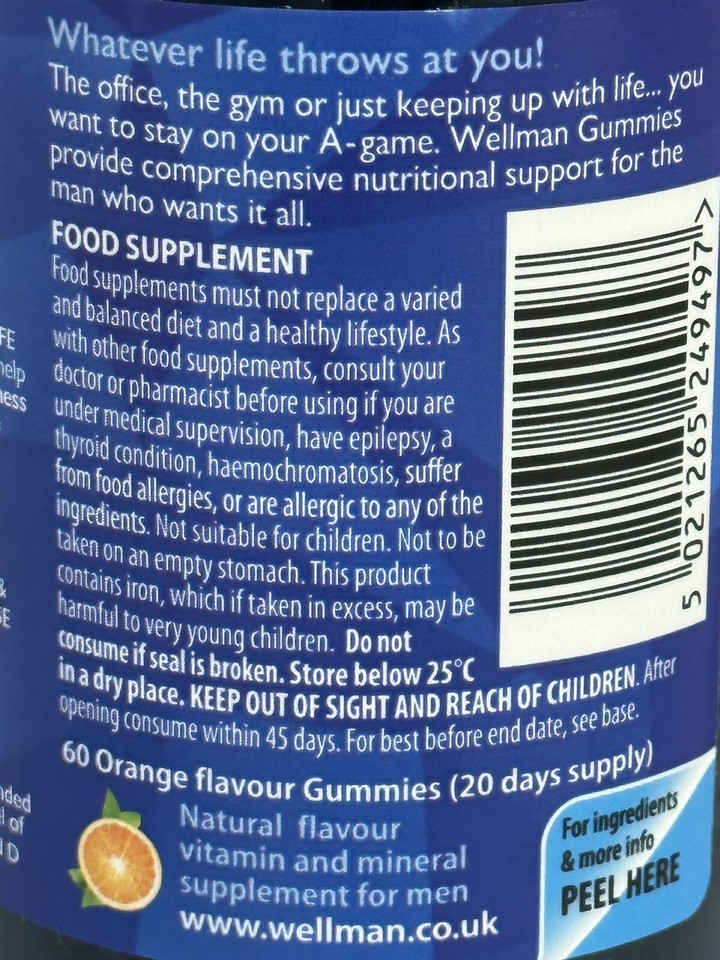 Whatever life throws at you!
The office, the gym or just keeping up with life... you
want to stay on your A-game. Wellman Gummies
provide comprehensive nutritional support for the
man who wants it all.
FOOD SUPPLEMENT
Food supplements must not replace a varied
and balanced diet and a healthy lifestyle. As
with other food supplements, consult your
doctor or pharmacist before using if you are
under medical supervision, have epilepsy, a
thyroid condition, haemochromatosis, suffer
from food allergies, or are allergic to any of the
ingredients. Not suitable for children. Not to be
taken on an empty stomach. This product
contains iron, which if taken in excess, may be
harmful to very young children. Do not
consume if seal is broken. Store below 25°C
in a dry place. KEEP OUT OF SIGHT AND REACH OF CHILDREN. After
opening consume within 45 days. For best before end date, see base.
60 Orange flavour Gummies (20 days supply)
Natural flavour
vitamin and mineral
supplement for men
www.wellman.co.uk
5 021265 249497 >
For ingredients
& more info
PEEL HERE